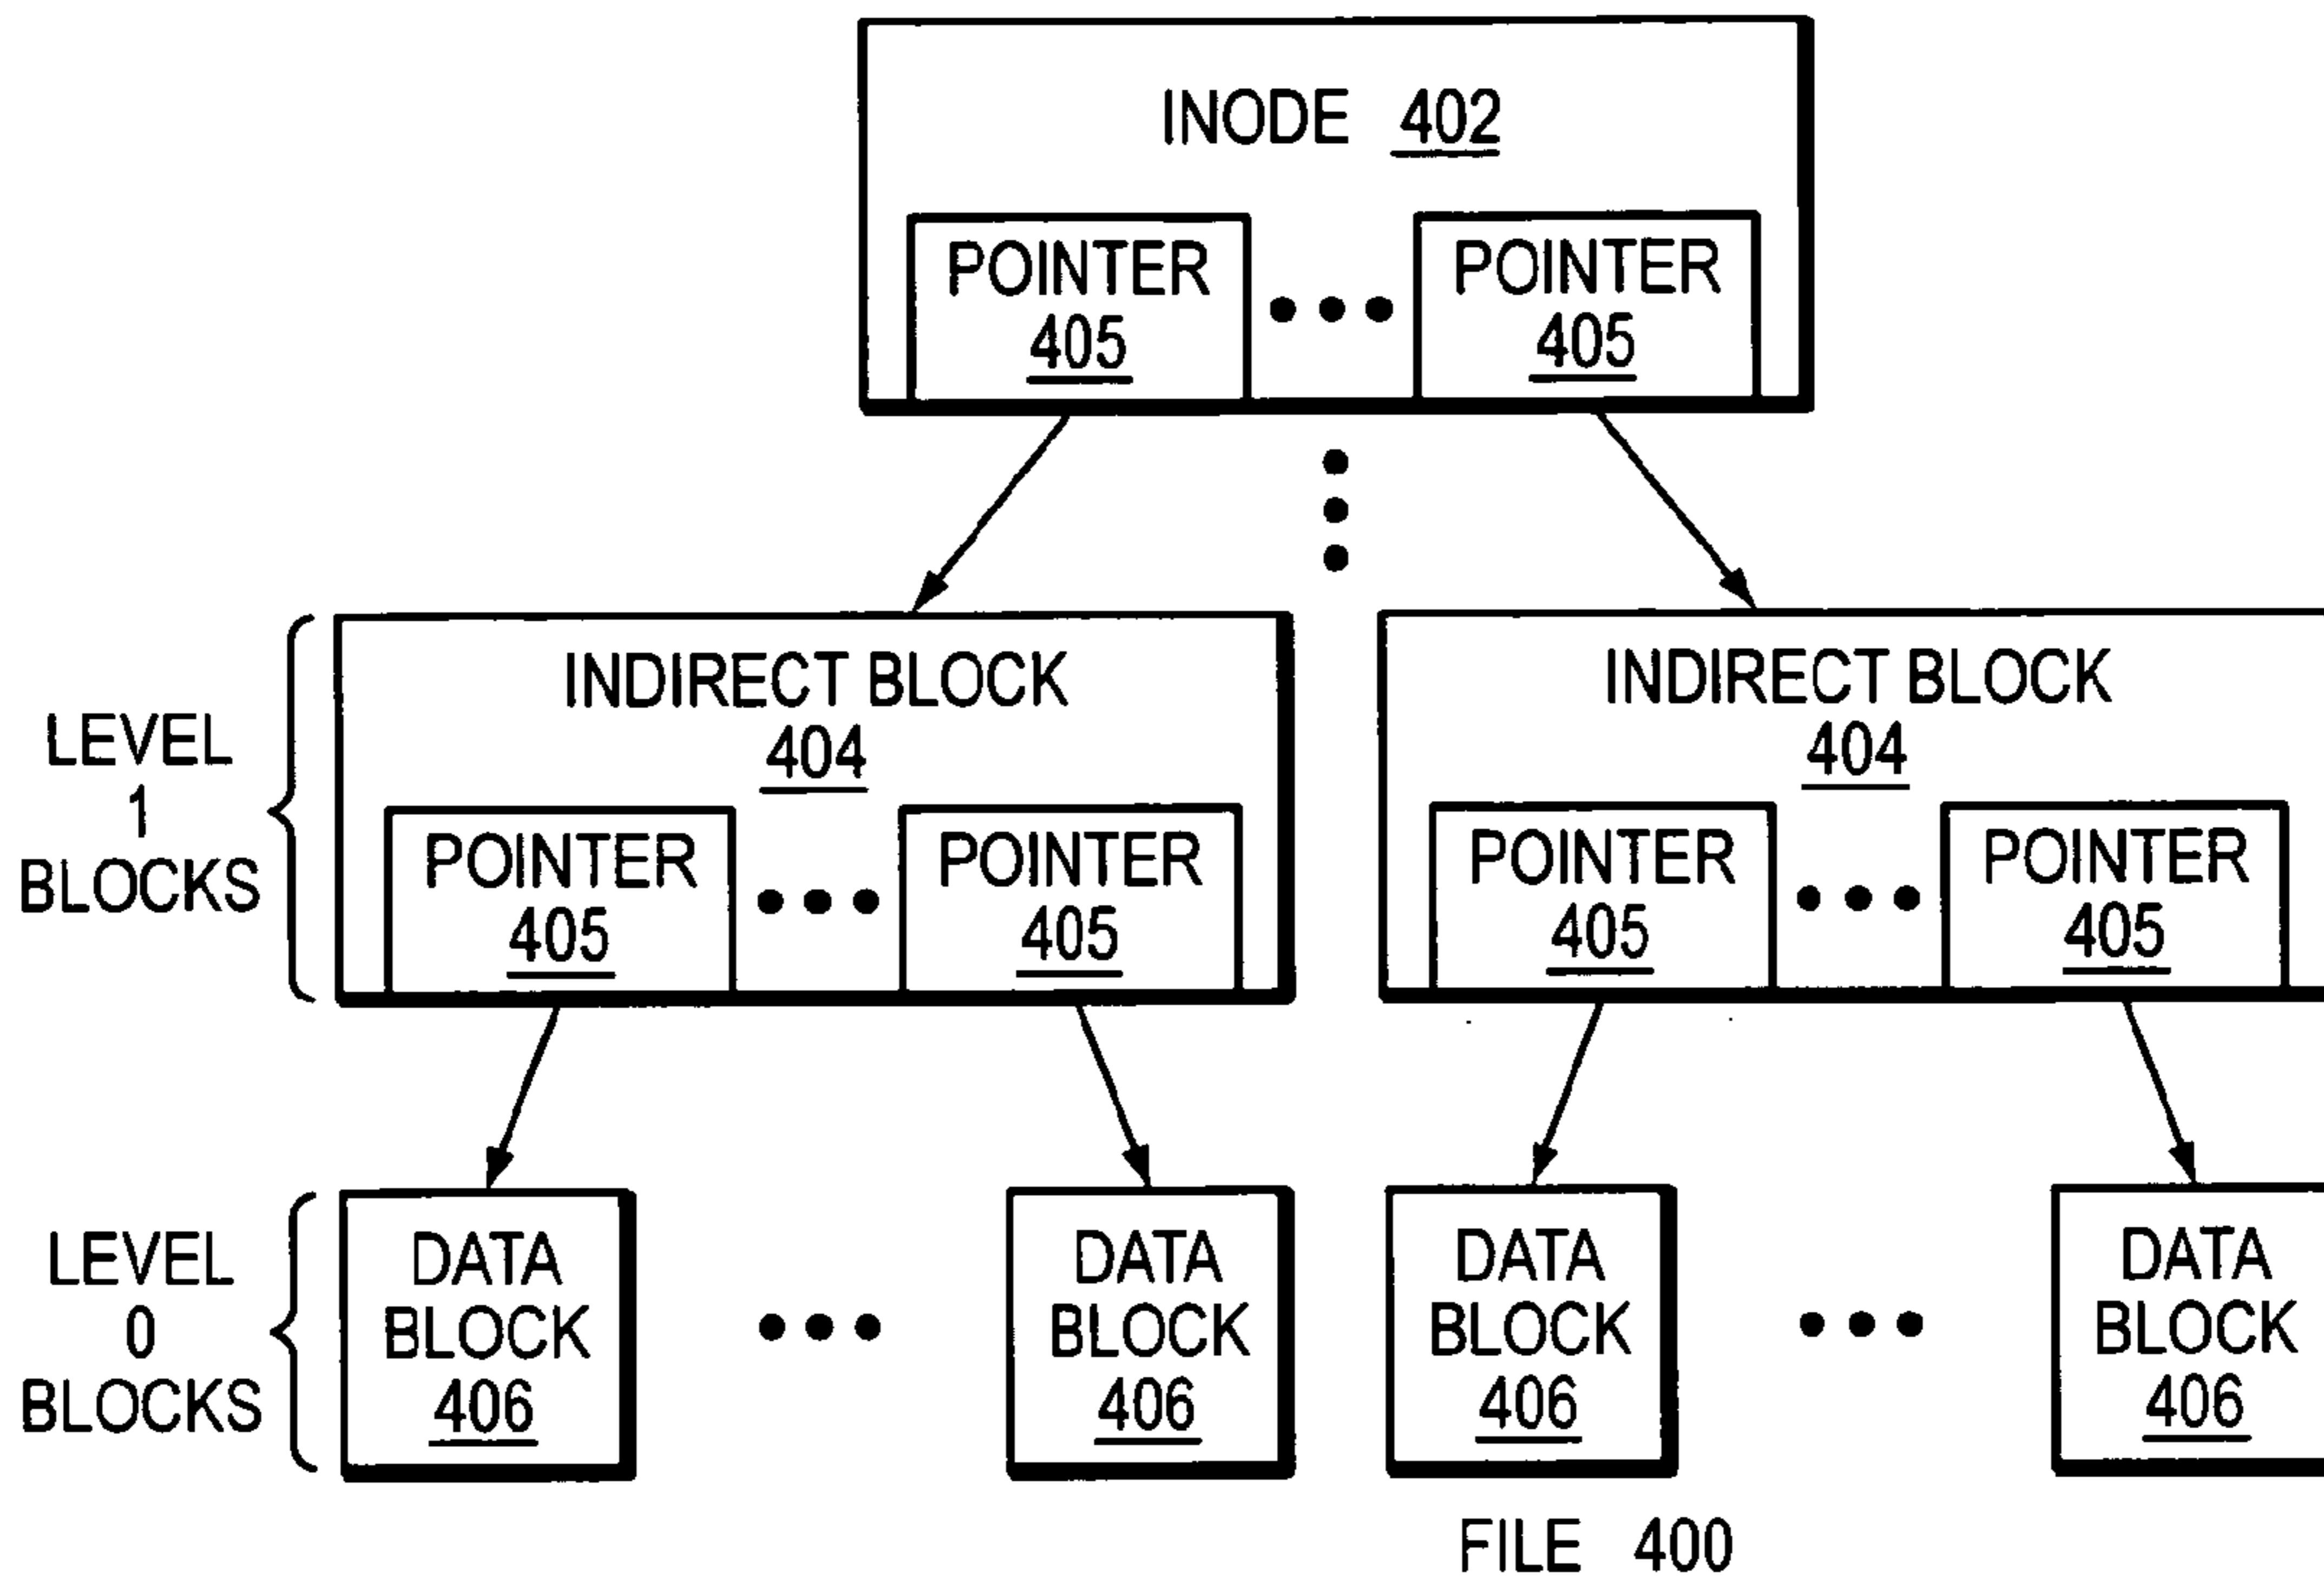 INODE 402
POINTER
405
POINTER
405
LEVEL
1
BLOCKS
INDIRECT BLOCK
404
POINTER
405
POINTER
405
INDIRECT BLOCK
404
POINTER
405
POINTER
405
LEVEL
0
BLOCKS
DATA
BLOCK
406
DATA
BLOCK
406
DATA
BLOCK
406
DATA
BLOCK
406
FILE 400